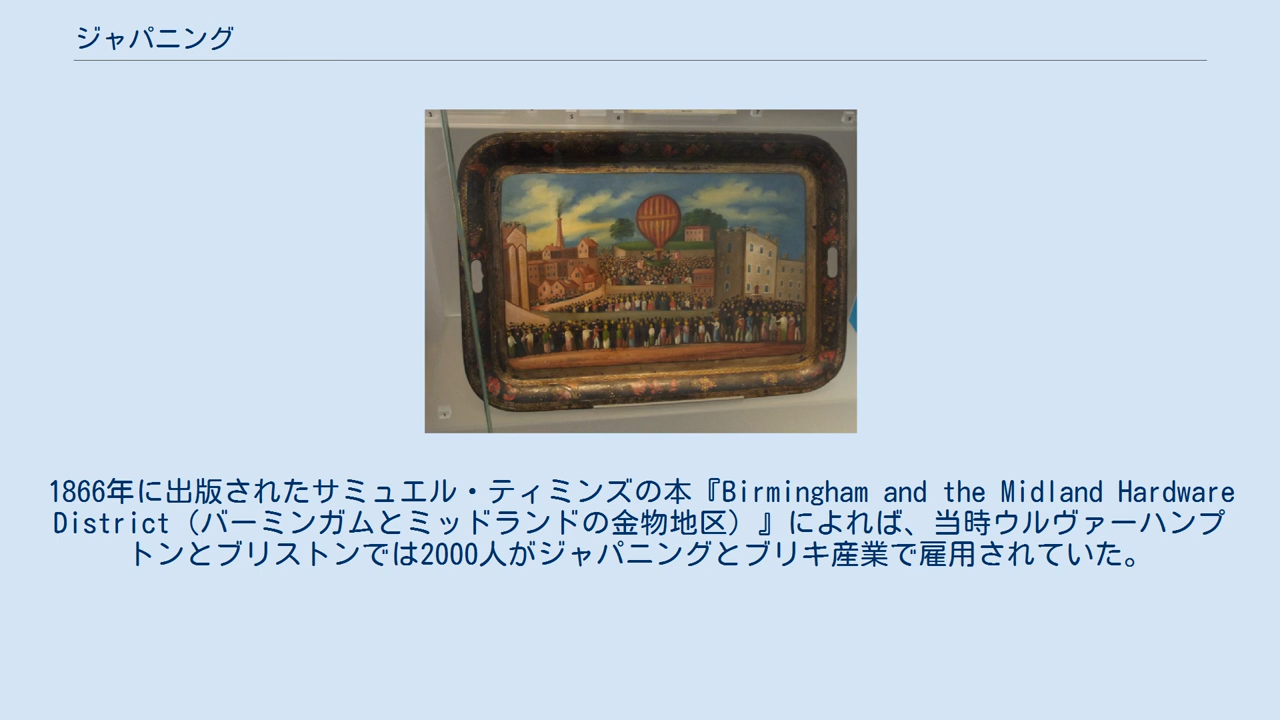 ジャパニング
1866年に出版されたサミュエル・ティミンズの本『Birmingham and the Midland Hardware
District（バーミンガムとミッドランドの金物地区）』によれば、当時ウルヴァーハンプ
トンとブリストンでは2000人がジャパニングとブリキ産業で雇用されていた。